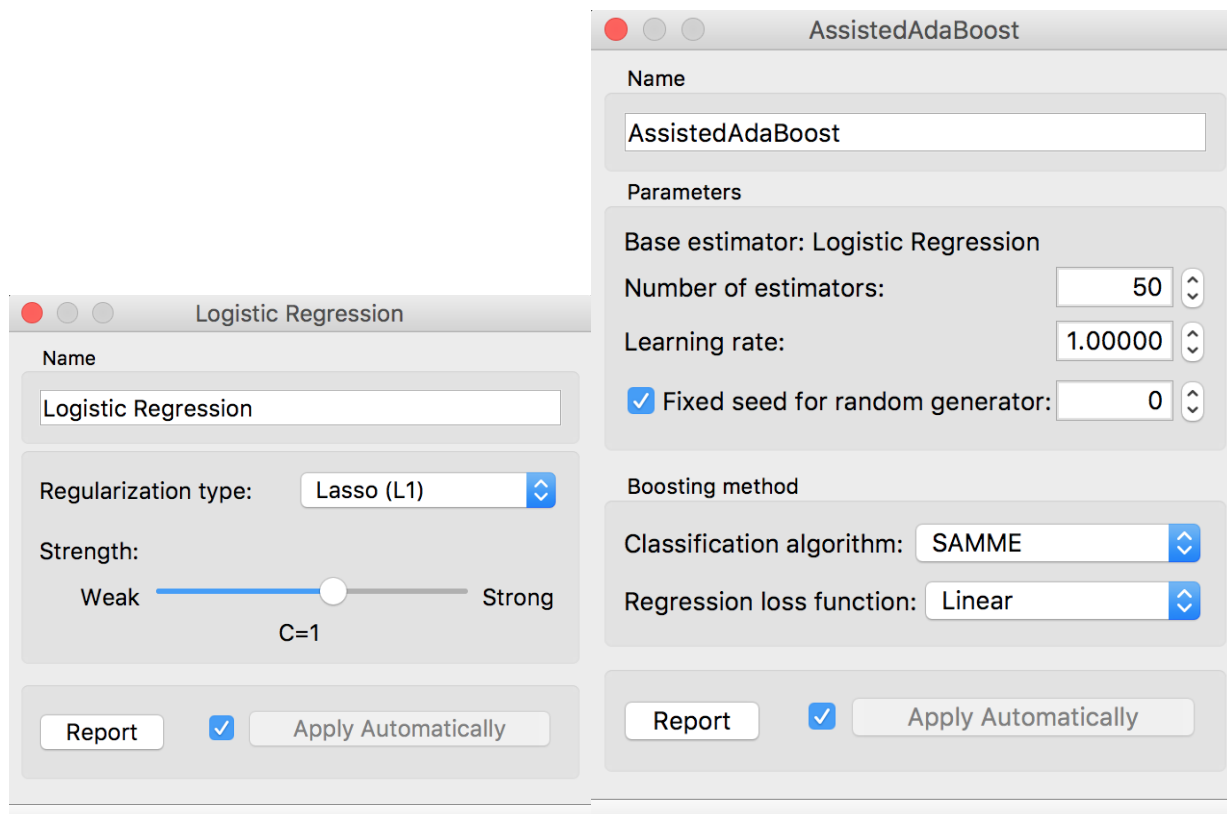 Logistic Regression
Name
Logistic Regression
Regularization type: Lasso (L1)
Strength:
Weak Strong
C=1
Report Apply Automatically
AssistedAdaBoost
Name
AssistedAdaBoost
Parameters
Base estimator: Logistic Regression
Number of estimators: 50
Learning rate: 1.00000
Fixed seed for random generator: 0
Boosting method
Classification algorithm: SAMME
Regression loss function: Linear
Report Apply Automatically